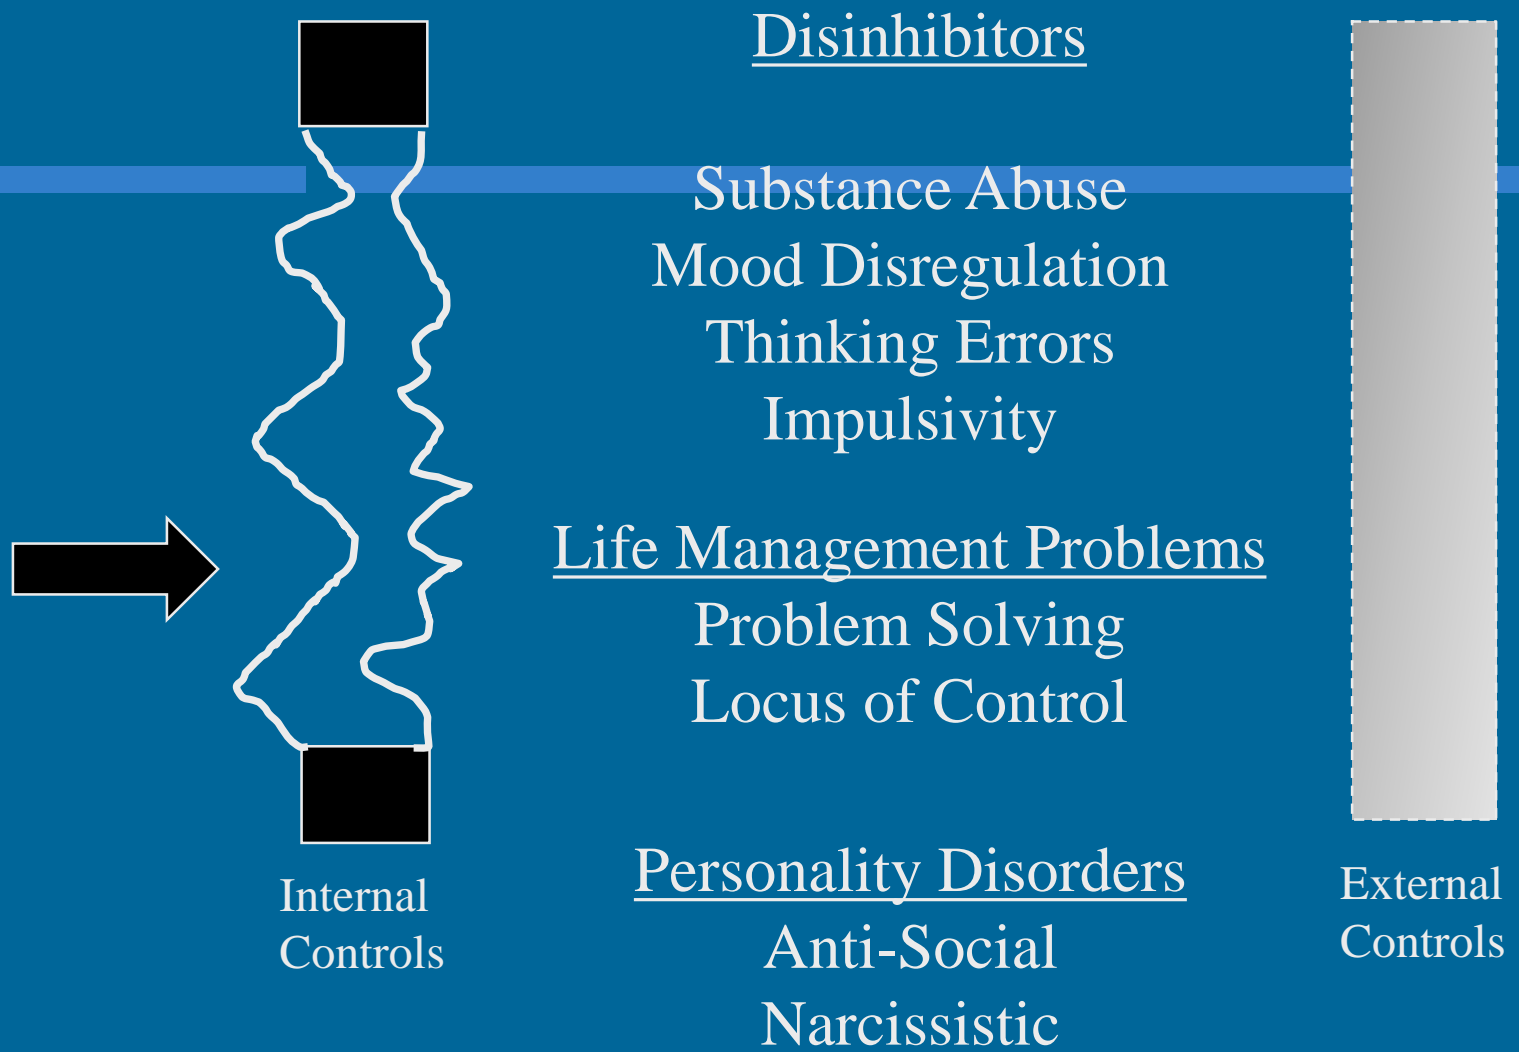 Disinhibitors
Substance Abuse
Mood Disregulation
Thinking Errors
Impulsivity
Life Management Problems
Problem Solving
Locus of Control
Personality Disorders
Anti-Social
Narcissistic
Internal
Controls
External
Controls